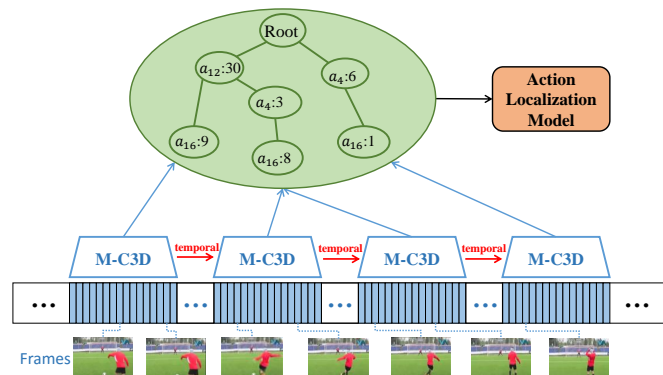 Root
a₁₂:30
a₄:6
a₄:3
a₁₆:9
a₁₆:8
a₁₆:1
Action
Localization
Model
M-C3D
temporal
M-C3D
temporal
M-C3D
temporal
M-C3D
...
...
...
...
...
Frames